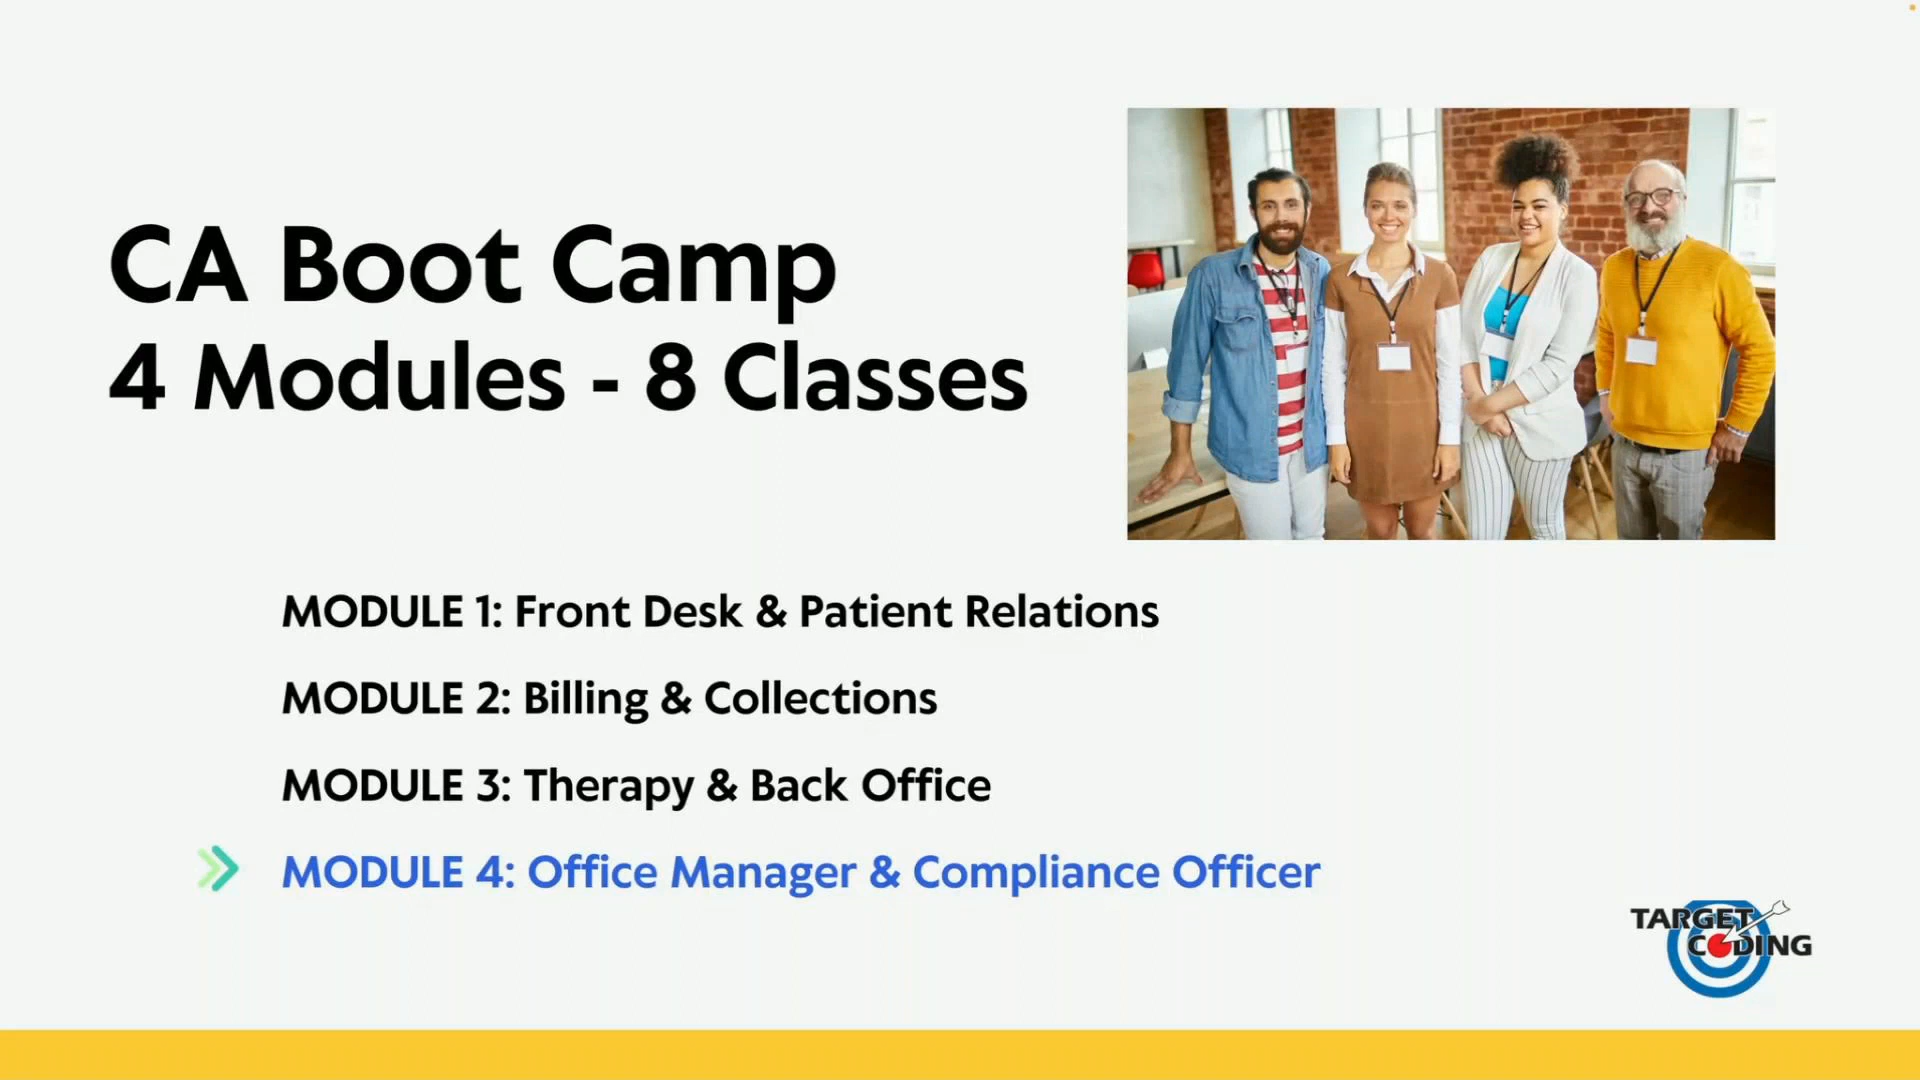 CA Boot Camp
4 Modules - 8 Classes
MODULE 1: Front Desk & Patient Relations
MODULE 2: Billing & Collections
MODULE 3: Therapy & Back Office
MODULE 4: Office Manager & Compliance Officer
TARGET
CODING